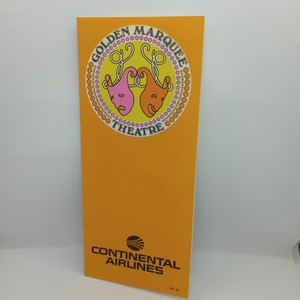 GOLDEN MARQUEE
THEATRE
CONTINENTAL
AIRLINES